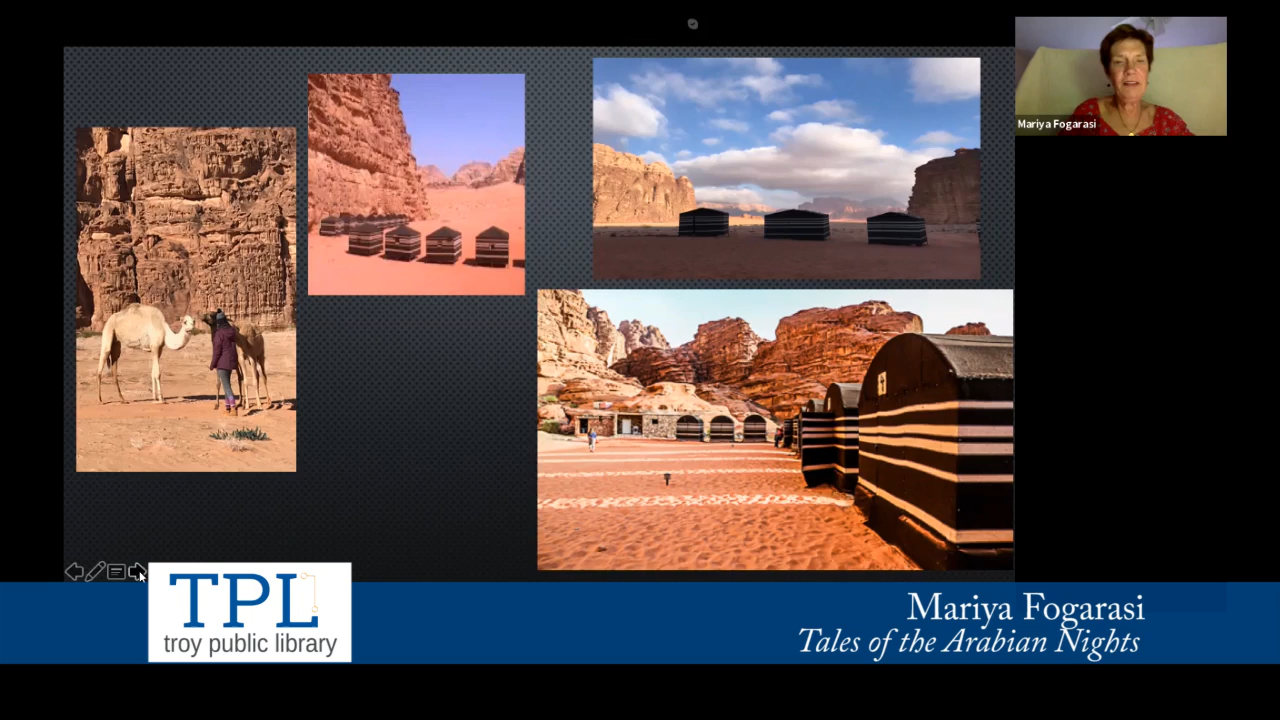 Mariya Fogarasi
TPL
troy public library
Mariya Fogarasi
Tales of the Arabian Nights